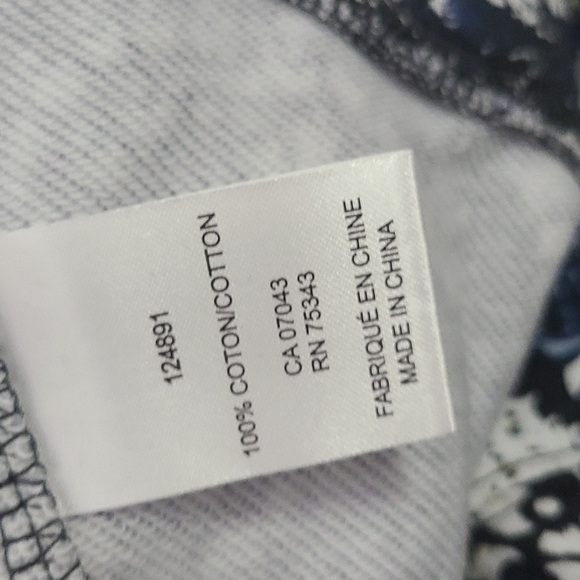 124891
100% COTON/COTTON
CA 07043
RN 75343
FABRIQUÉ EN CHINE
MADE IN CHINA